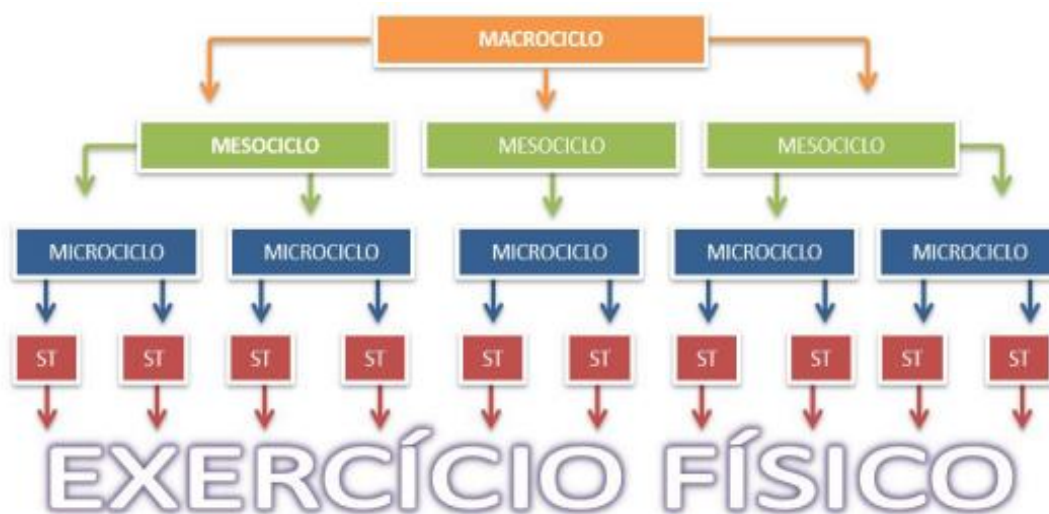 MACROCICLO
MESOCICLO MESOCICLO MESOCICLO
MICROCICLO MICROCICLO MICROCICLO MICROCICLO MICROCICLO
ST ST ST ST ST ST ST ST ST ST
EXERCÍCIO FÍSICO